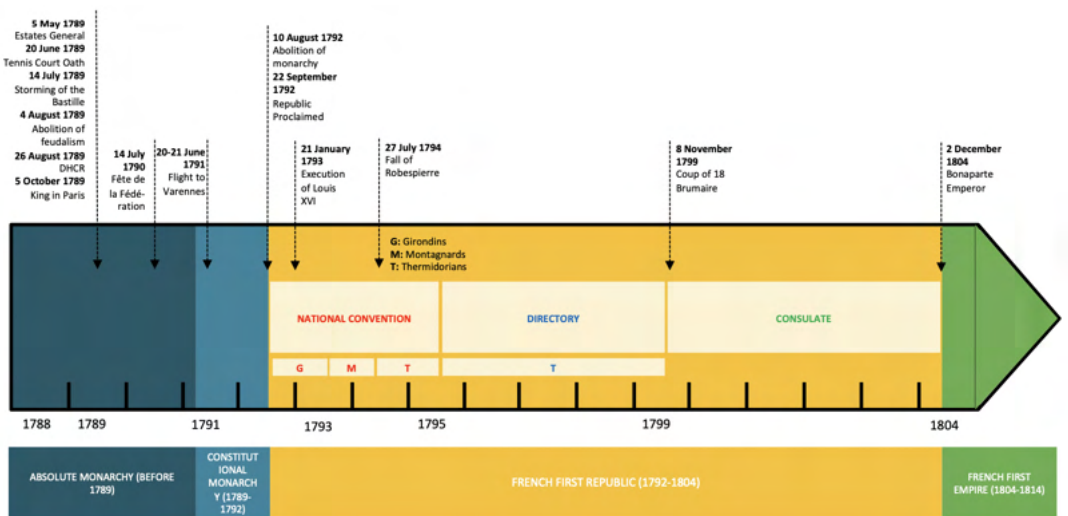 5 May 1789
Estates General
20 June 1789
Tennis Court Oath
14 July 1789
Storming of the
Bastille
4 August 1789
Abolition of
feudalism
26 August 1789
DHCR
5 October 1789
King in Paris
14 July
1790
Fête de
la Fédé-
ration
20-21 June
1791
Flight to
Varennes
10 August 1792
Abolition of
monarchy
22 September
1792
Republic
Proclaimed
21 January
1793
Execution
of Louis
XVI
27 July 1794
Fall of
Robespierre
8 November
1799
Coup of 18
Brumaire
2 December
1804
Bonaparte
Emperor
G: Girondins
M: Montagnards
T: Thermidorians
NATIONAL CONVENTION
DIRECTORY
CONSULATE
G
M
T
T
1788
1789
1791
1793
1795
1799
1804
ABSOLUTE MONARCHY (BEFORE
1789)
CONSTITUT
IONAL
MONARCH
Y (1789-
1792)
FRENCH FIRST REPUBLIC (1792-1804)
FRENCH FIRST
EMPIRE (1804-1814)